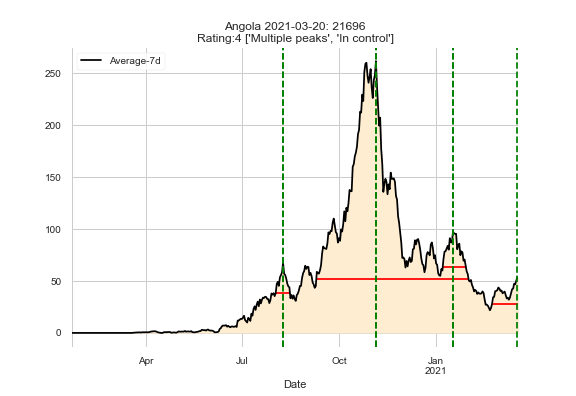 Angola 2021-03-20: 21696
Rating:4 ['Multiple peaks', 'In control']
Average-7d
250
200
150
100
50
0
Apr
Jul
Oct
Jan
2021
Date